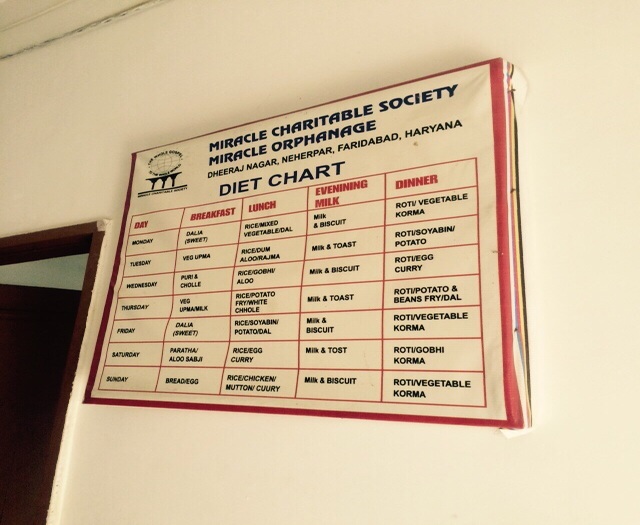 MIRACLE CHARITABLE SOCIETY
MIRACLE ORPHANAGE
DHEERAJ NAGAR, NEHERPAR, FARIDABAD, HARYANA
MIRACLE CHARITABLE SOCIETY
DIET CHART
DAY BREAKFAST LUNCH EVENINING MILK DINNER
MONDAY DALIA (SWEET) RICE/MIXED VEGETABLE/DAL Milk & BISCUIT ROTI/ VEGETABLE KORMA
TUESDAY VEG UPMA RICE/DUM ALOO/RAJMA Milk & TOAST ROTI/SOYABIN/ POTATO
WEDNESDAY PURI & CHOLLE RICE/GOBHI/ ALOO Milk & BISCUIT ROTI/EGG CURRY
THURSDAY VEG UPMA/MILK RICE/POTATO FRY/WHITE CHHOLE Milk & TOAST ROTI/POTATO & BEANS FRY/DAL
FRIDAY DALIA (SWEET) RICE/SOYABIN/ POTATO/DAL Milk & BISCUIT ROTI/VEGETABLE KORMA
SATURDAY PARATHA/ ALOO SABJI RICE/EGG CURRY Milk & TOST ROTI/GOBHI KORMA
SUNDAY BREAD/EGG RICE/CHICKEN/ MUTTON/ CUURY Milk & BISCUIT ROTI/VEGETABLE KORMA